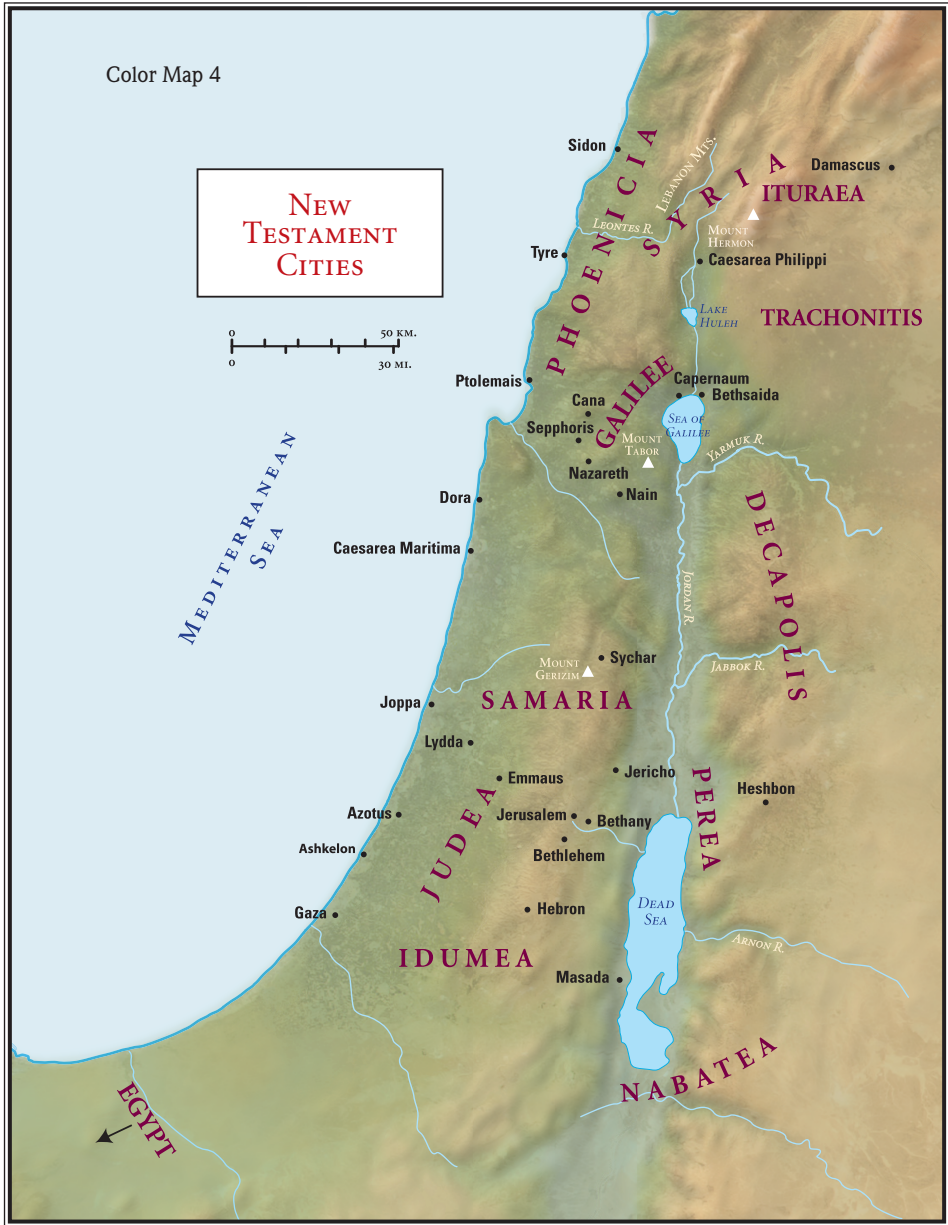 Color Map 4
New
Testament
Cities
0
50 km.
0
30 mi.
Sidon
Lebanon Mts.
PHOENICIA
SYRIA
Damascus
ITURAEA
Leontes R.
Mount
Hermon
Tyre
Caesarea Philippi
Lake
Huleh
TRACHONITIS
Ptolemais
GALILEE
Capernaum
Bethsaida
Cana
Sea of
Galilee
Sepphoris
Mount
Tabor
Yarmuk R.
Nazareth
Nain
Mediterranean
Sea
Dora
DECAPOLIS
Caesarea Maritima
Jordan R.
Sychar
Mount
Gerizim
Jabbok R.
SAMARIA
Joppa
Lydda
Emmaus
Jericho
PEREA
Heshbon
Azotus
JUDEA
Jerusalem
Bethany
Ashkelon
Bethlehem
Gaza
Hebron
Dead
Sea
Arnon R.
IDUMEA
Masada
NABATEA
EGYPT